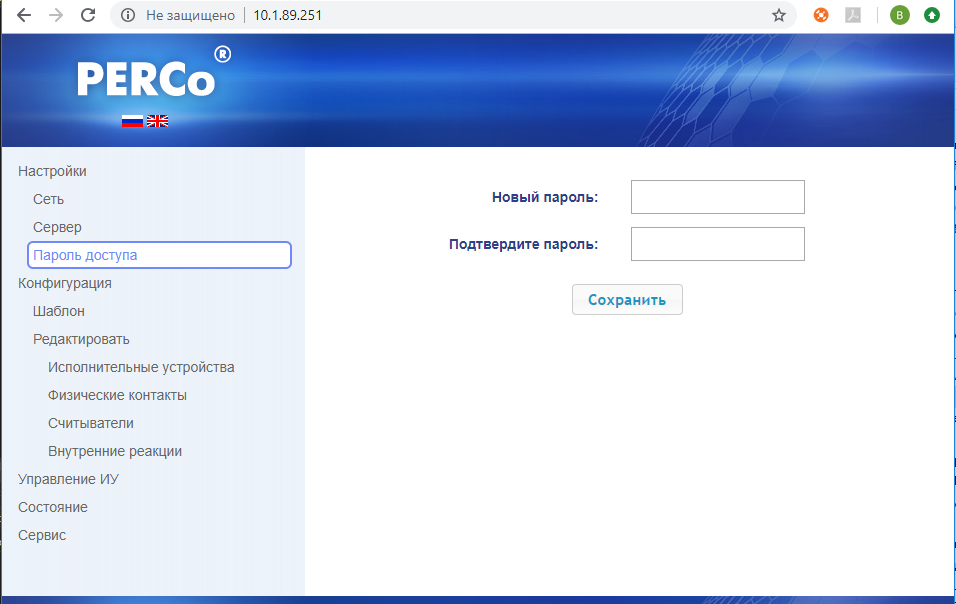 Не защищено
10.1.89.251
B
PERCo®
Настройки
Сеть
Сервер
Пароль доступа
Конфигурация
Шаблон
Редактировать
Исполнительные устройства
Физические контакты
Считыватели
Внутренние реакции
Управление ИУ
Состояние
Сервис
Новый пароль:
Подтвердите пароль:
Сохранить